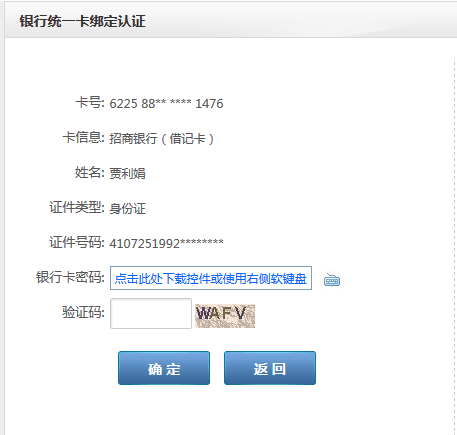 银行统一卡绑定认证
卡号: 6225 88** **** 1476
卡信息: 招商银行（借记卡）
姓名: 贾利娟
证件类型: 身份证
证件号码: 4107251992********
银行卡密码: 点击此处下载控件或使用右侧软键盘
验证码: WAFV
确 定 返 回